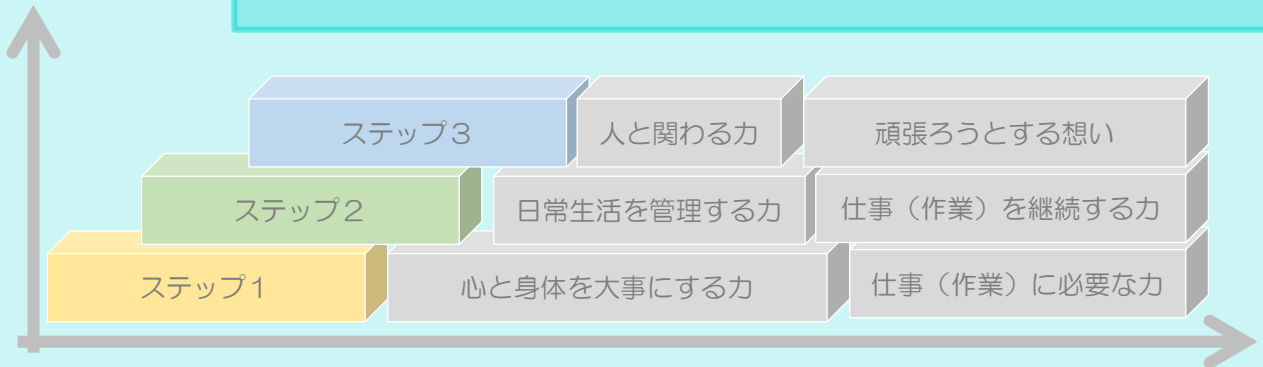 ステップ３ 人と関わる力 頑張ろうとする想い
ステップ２ 日常生活を管理する力 仕事（作業）を継続する力
ステップ１ 心と身体を大事にする力 仕事（作業）に必要な力